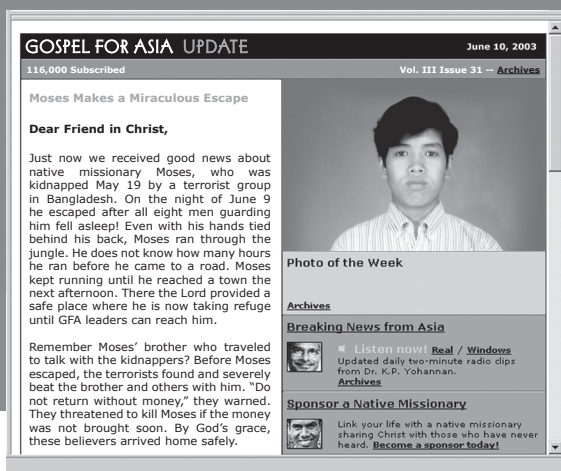 GOSPEL FOR ASIA UPDATE
June 10, 2003
116,000 Subscribed
Vol. III Issue 31 -- Archives
Moses Makes a Miraculous Escape
Dear Friend in Christ,
Just now we received good news about
native missionary Moses, who was
kidnapped May 19 by a terrorist group
in Bangladesh. On the night of June 9
he escaped after all eight men guarding
him fell asleep! Even with his hands tied
behind his back, Moses ran through the
jungle. He does not know how many hours
he ran before he came to a road. Moses
kept running until he reached a town the
next afternoon. There the Lord provided a
safe place where he is now taking refuge
until GFA leaders can reach him.
Remember Moses' brother who traveled
to talk with the kidnappers? Before Moses
escaped, the terrorists found and severely
beat the brother and others with him. "Do
not return without money," they warned.
They threatened to kill Moses if the money
was not brought soon. By God's grace,
these believers arrived home safely.
Photo of the Week
Archives
Breaking News from Asia
Listen now! Real / Windows
Updated daily two-minute radio clips
from Dr. K.P. Yohannan.
Archives
Sponsor a Native Missionary
Link your life with a native missionary
sharing Christ with those who have never
heard. Become a sponsor today!